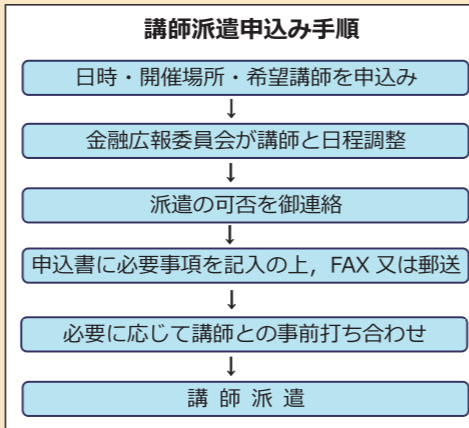 講師派遣申込み手順
日時・開催場所・希望講師を申込み
↓
金融広報委員会が講師と日程調整
↓
派遣の可否を御連絡
↓
申込書に必要事項を記入の上，FAX 又は郵送
↓
必要に応じて講師との事前打ち合わせ
↓
講 師 派 遣